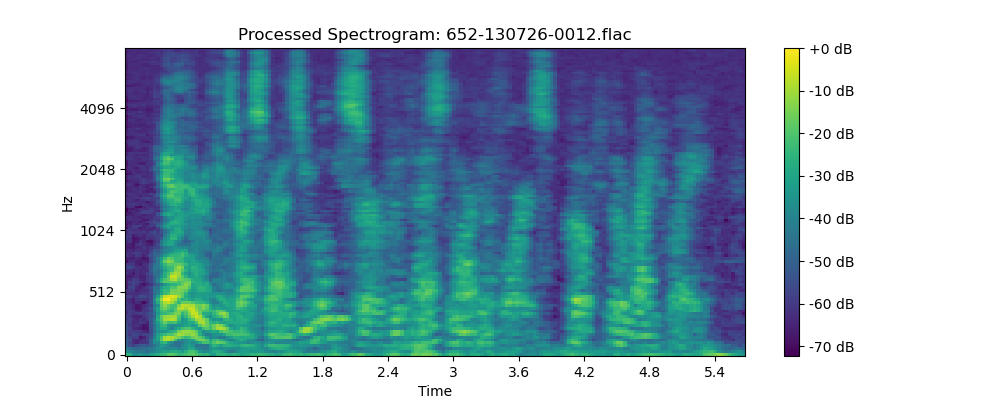 Processed Spectrogram: 652-130726-0012.flac
Hz
4096
2048
1024
512
0
0 0.6 1.2 1.8 2.4 3 3.6 4.2 4.8 5.4
Time
+0 dB
-10 dB
-20 dB
-30 dB
-40 dB
-50 dB
-60 dB
-70 dB